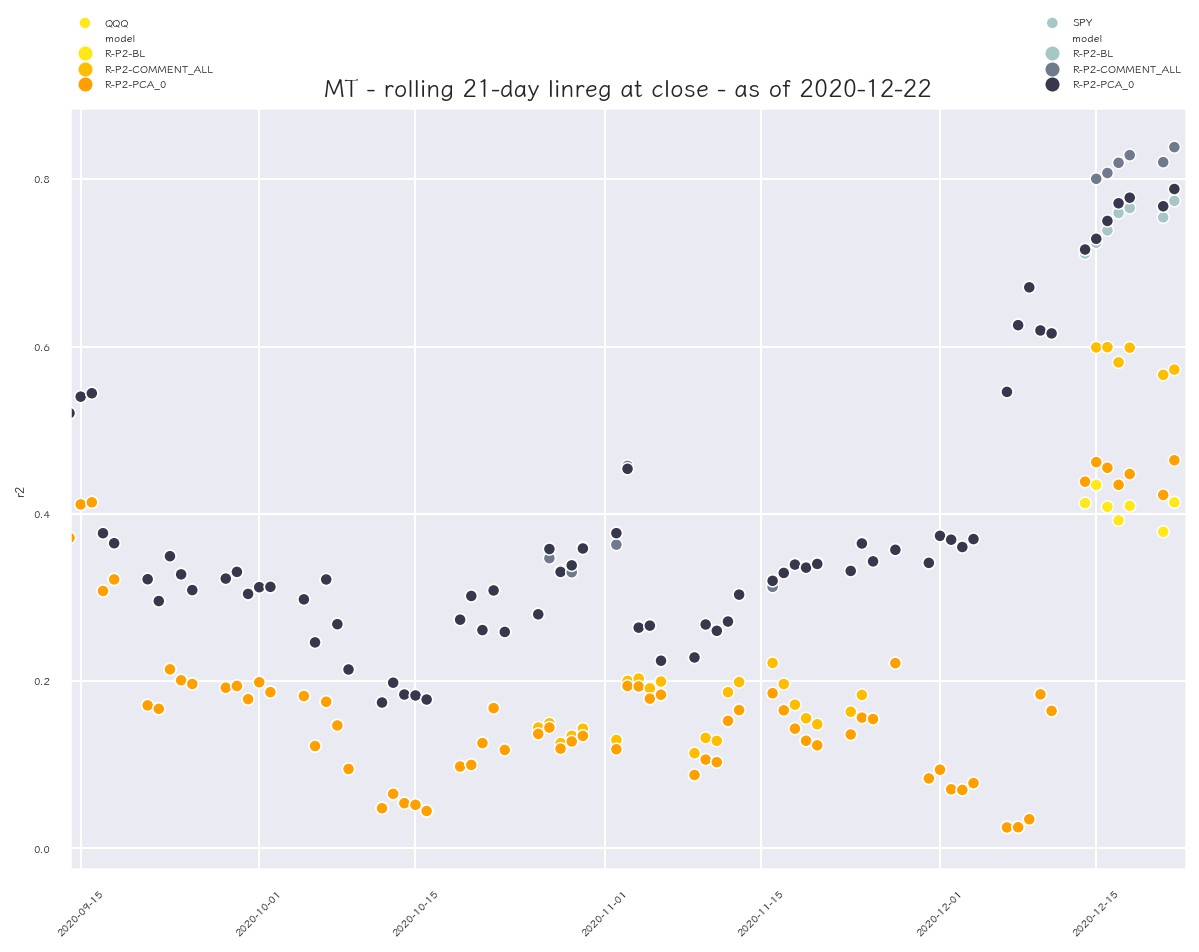 QQQ
model
R-P2-BL
R-P2-COMMENT_ALL
R-P2-PCA_0
SPY
model
R-P2-BL
R-P2-COMMENT_ALL
R-P2-PCA_0
MT - rolling 21-day linreg at close - as of 2020-12-22
r2
0.8
0.6
0.4
0.2
0.0
2020-09-15
2020-10-01
2020-10-15
2020-11-01
2020-11-15
2020-12-01
2020-12-15